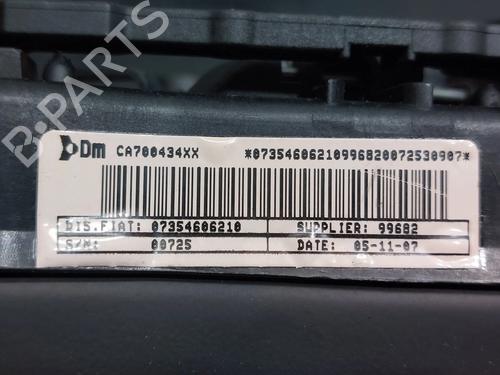 Dm CA700434XX *07354606210996820072530907*
DIS.FIAT: 07354606210 SUPPLIER: 99682
S/N: 00725 DATE: 05-11-07
B-PARTS